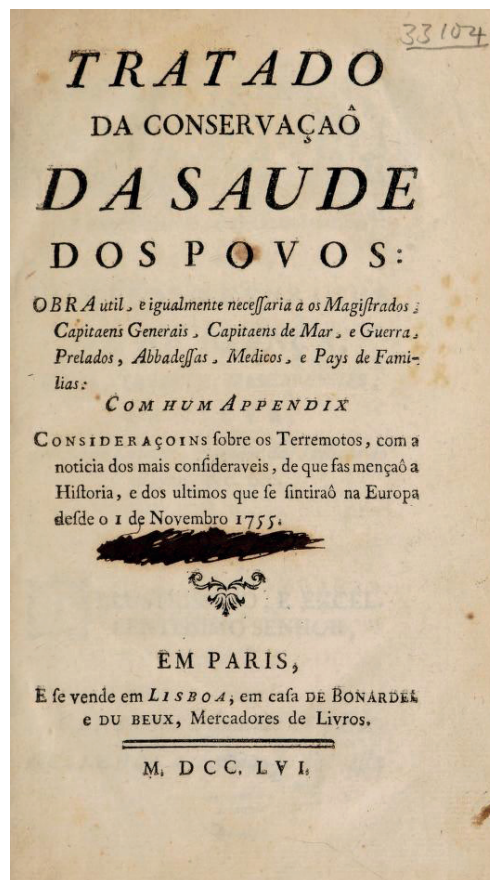 33104
TRATADO
DA CONSERVAÇAÔ
DA SAUDE
DOS POVOS:
OBRA util, e igualmente neceſſaria a os Magiſtrados,
Capitaens Generais, Capitaens de Mar, e Guerra,
Prelados, Abbadeſſas, Medicos, e Pays de Fami-
lias:
COM HUM APPENDIX
CONSIDERAÇOINS ſobre os Terremotos, com a
noticia dos mais conſideraveis, de que fas mençaô a
Hiſtoria, e dos ultimos que ſe ſintiraô na Europa
deſde o 1 de Novembro 1755.
EM PARIS,
E ſe vende em LISBOA, em caſa DE BONARDEL
e DU BEUX, Mercadores de Livros.
M. DCC. LVI.